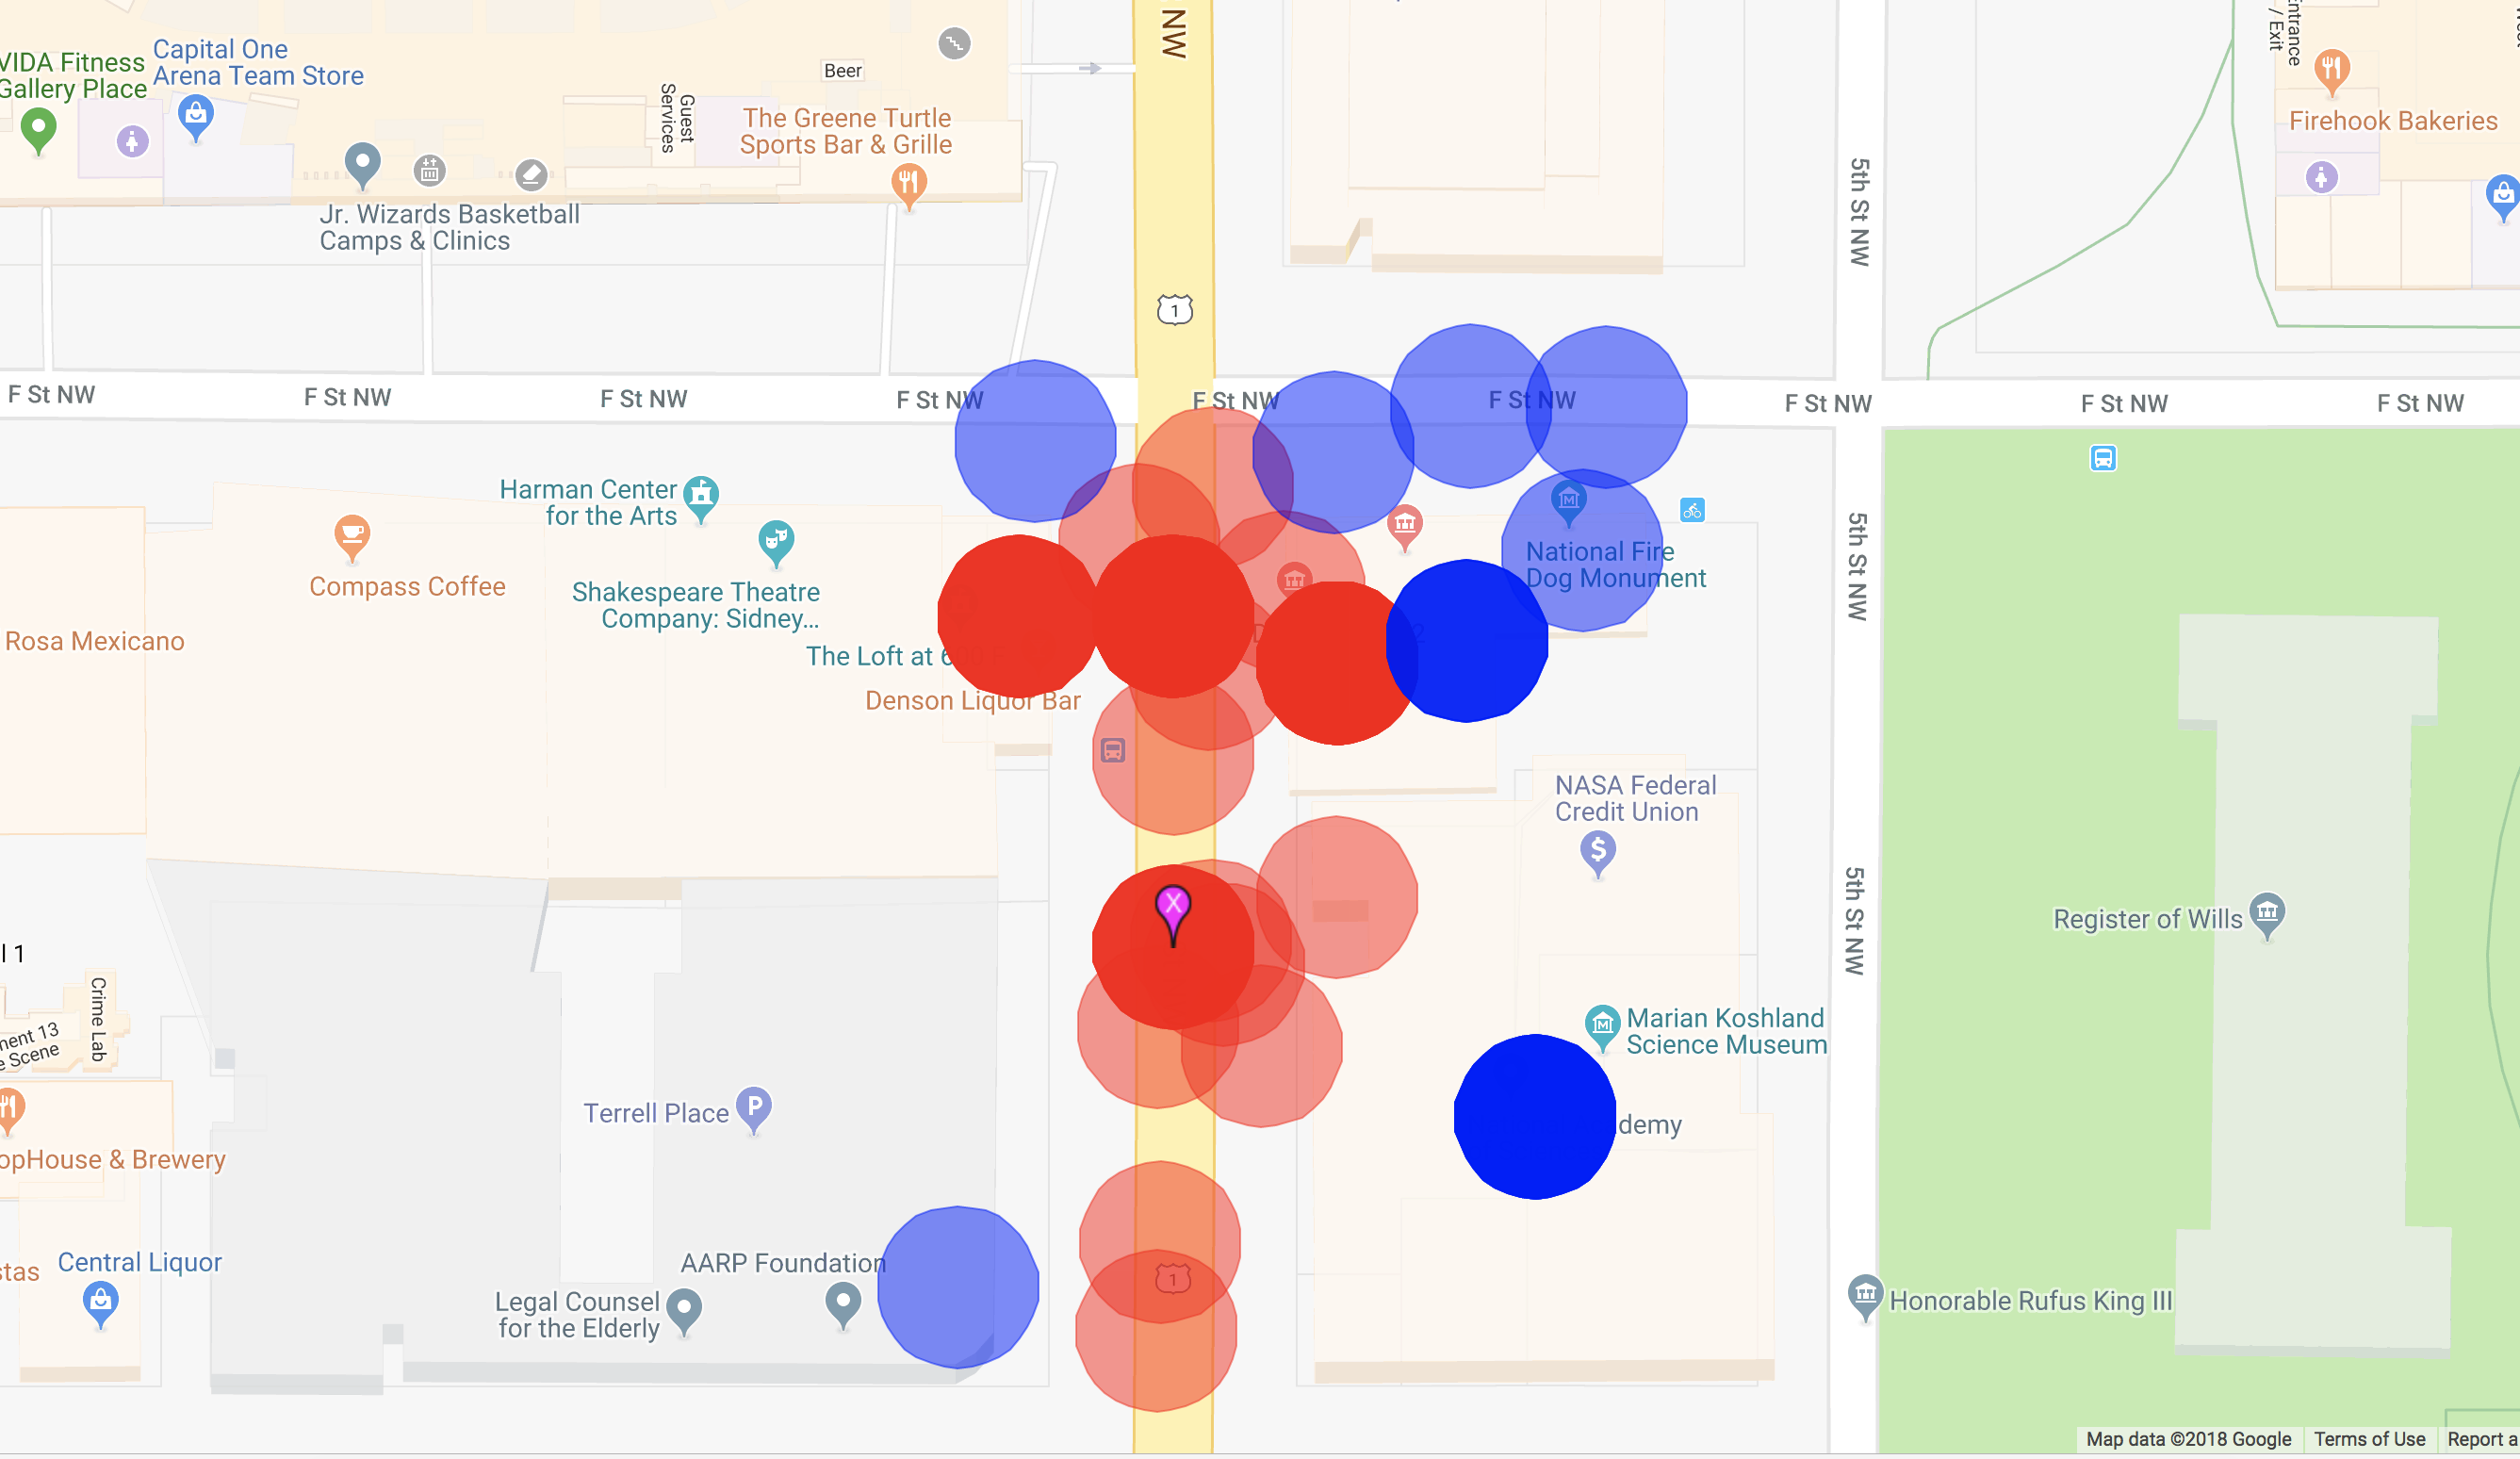 NW
Entrance
/ Exit
VIDA Fitness
Gallery Place
Capital One
Arena Team Store
Beer
Guest
Services
The Greene Turtle
Sports Bar & Grille
Firehook Bakeries
Jr. Wizards Basketball
Camps & Clinics
5th St NW
1
F St NW
F St NW
F St NW
F St NW
F St NW
F St NW
F St NW
F St NW
F St NW
Harman Center
for the Arts
Compass Coffee
Shakespeare Theatre
Company: Sidney...
National Fire
Dog Monument
5th St NW
Rosa Mexicano
The Loft at 6
Denson Liquor Bar
NASA Federal
Credit Union
$
X
5th St NW
Register of Wills
l 1
Crime Lab
ment 13
e Scene
Marian Koshland
Science Museum
Terrell Place
P
demy
opHouse & Brewery
AARP Foundation
Central Liquor
stas
1
Legal Counsel
for the Elderly
Honorable Rufus King III
Map data ©2018 Google
Terms of Use
Report a